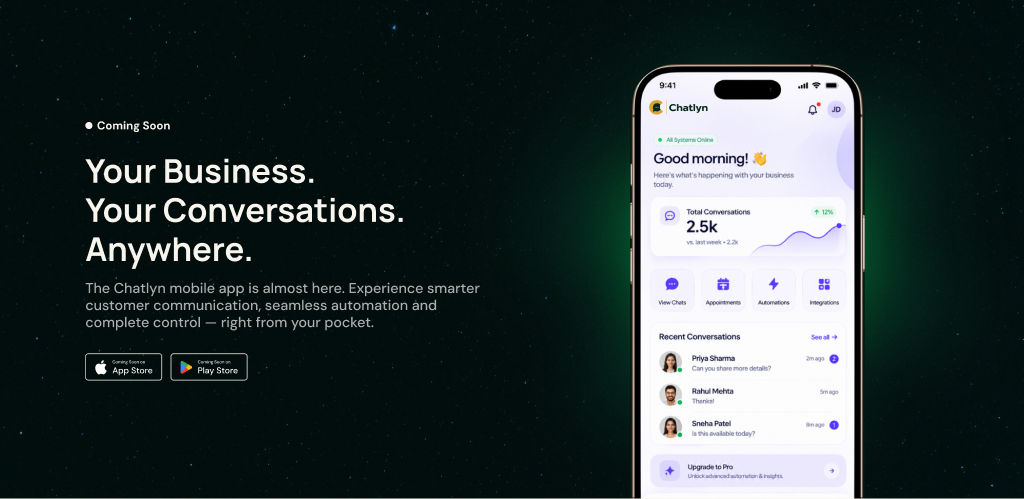 Coming Soon
Your Business.
Your Conversations.
Anywhere.
The Chatlyn mobile app is almost here. Experience smarter
customer communication, seamless automation and
complete control — right from your pocket.
Coming Soon on
App Store
Coming Soon on
Play Store
9:41
Chatlyn
JD
All Systems Online
Good morning! 👋
Here's what's happening with your business
today.
Total Conversations
↑ 12%
2.5k
vs. last week • 2.2k
View Chats
Appointments
Automations
Integrations
Recent Conversations
See all →
Priya Sharma
2m ago
2
Can you share more details?
Rahul Mehta
5m ago
Thanks!
Sneha Patel
8m ago
1
Is this available today?
Upgrade to Pro
Unlock advanced automation & insights.